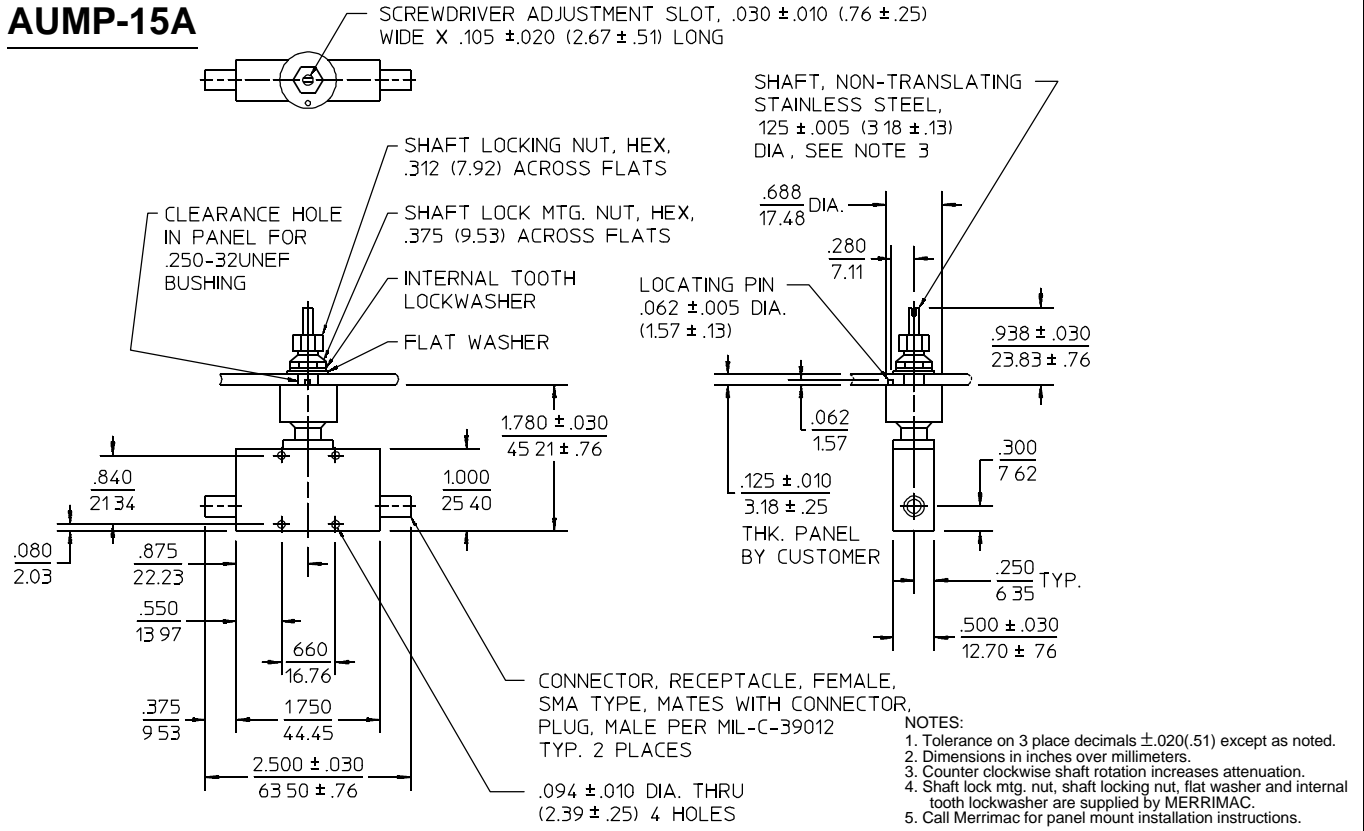 AUMP-15A
SCREWDRIVER ADJUSTMENT SLOT, .030 ±.010 (.76 ±.25)
WIDE X .105 ±.020 (2.67 ±.51) LONG
SHAFT, NON-TRANSLATING
STAINLESS STEEL,
125 ±.005 (3 18 ±.13)
DIA , SEE NOTE 3
SHAFT LOCKING NUT, HEX,
.312 (7.92) ACROSS FLATS
CLEARANCE HOLE
IN PANEL FOR
.250-32UNEF
BUSHING
SHAFT LOCK MTG. NUT, HEX,
.375 (9.53) ACROSS FLATS
INTERNAL TOOTH
LOCKWASHER
FLAT WASHER
.688
17.48
DIA.
.280
7.11
LOCATING PIN
.062 ±.005 DIA.
(1.57 ±.13)
.938 ±.030
23.83 ± .76
1.780 ±.030
45 21 ± .76
.062
1.57
.840
21 34
1.000
25 40
.300
7 62
.125 ±.010
3.18 ± .25
THK. PANEL
BY CUSTOMER
.080
2.03
.875
22.23
.250
6 35
TYP.
.550
13 97
660
16.76
.500 ±.030
12.70 ± 76
.375
9 53
1 750
44.45
2.500 ±.030
63 50 ±.76
CONNECTOR, RECEPTACLE, FEMALE,
SMA TYPE, MATES WITH CONNECTOR,
PLUG, MALE PER MIL-C-39012
TYP. 2 PLACES
.094 ±.010 DIA. THRU
(2.39 ±.25) 4 HOLES
NOTES:
1. Tolerance on 3 place decimals ±.020(.51) except as noted.
2. Dimensions in inches over millimeters.
3. Counter clockwise shaft rotation increases attenuation.
4. Shaft lock mtg. nut, shaft locking nut, flat washer and internal
tooth lockwasher are supplied by MERRIMAC.
5. Call Merrimac for panel mount installation instructions.